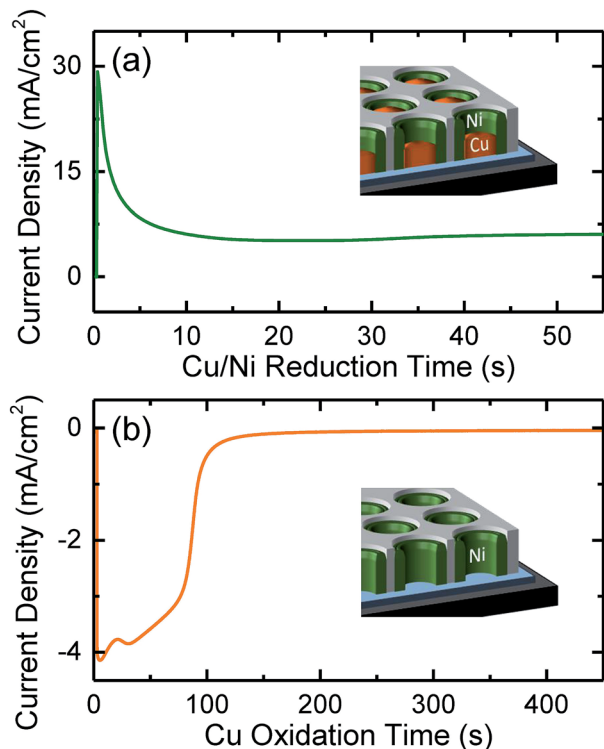 (a)
Current Density (mA/cm²)
30
15
0
Ni
Cu
0 10 20 30 40 50
Cu/Ni Reduction Time (s)
(b)
Current Density (mA/cm²)
0
-2
-4
Ni
0 100 200 300 400
Cu Oxidation Time (s)